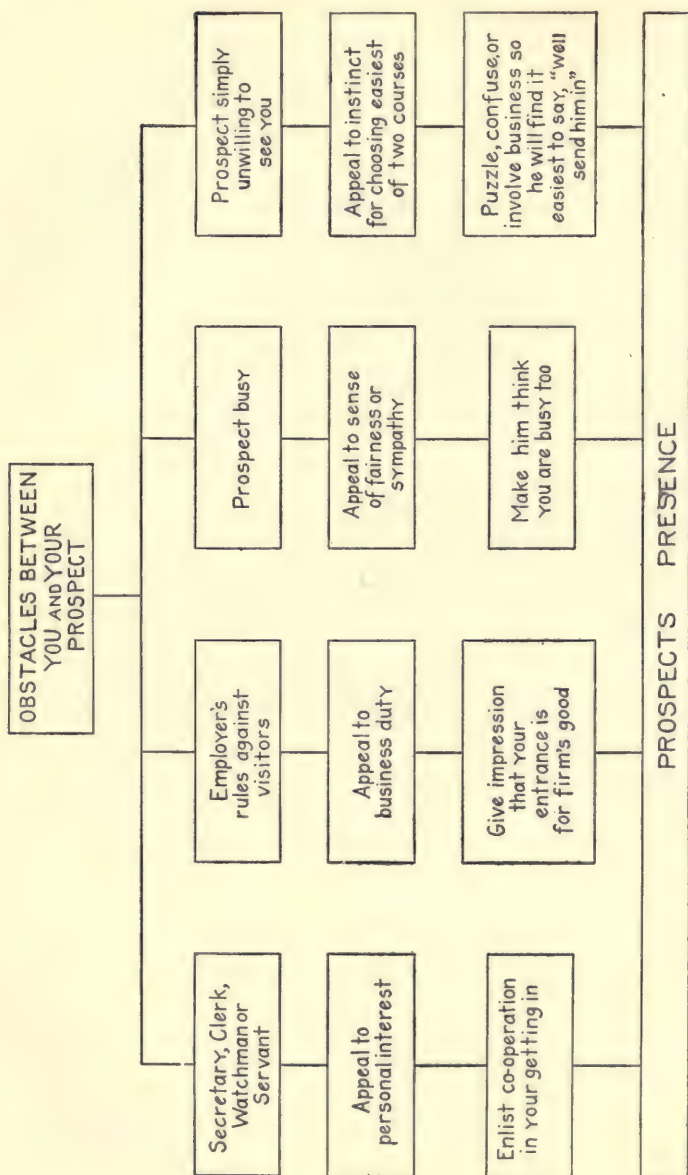 OBSTACLES BETWEEN
YOU AND YOUR
PROSPECT
Secretary, Clerk,
Watchman or
Servant
Appeal to
personal interest
Enlist co-operation
in your getting in
Employer's
rules against
visitors
Appeal to
business duty
Give impression
that your
entrance is
for firm's good
Prospect busy
Appeal to sense
of fairness or
sympathy
Make him think
you are busy too
Prospect simply
unwilling to
see you
Appeal to instinct
for choosing easiest
of two courses
Puzzle, confuse, or
involve business so
he will find it
easiest to say, "well
send him in"
PROSPECTS PRESENCE